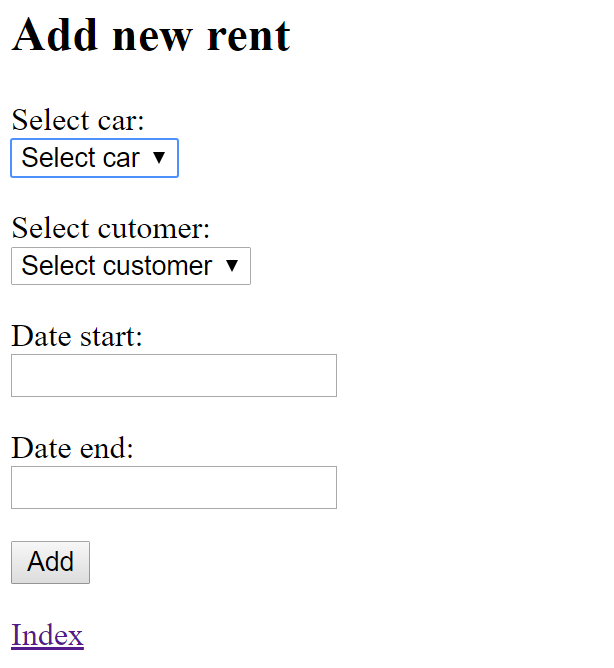 Add new rent
Select car:
Select car
Select cutomer:
Select customer
Date start:
Date end:
Add
Index